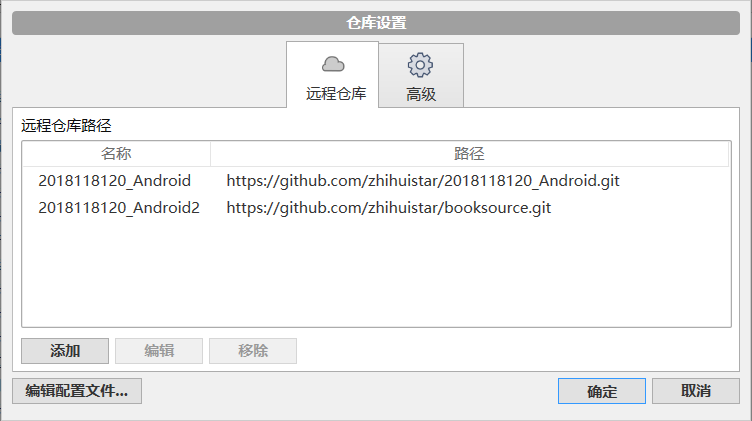 仓库设置
远程仓库
高级
远程仓库路径
名称
路径
2018118120_Android
https://github.com/zhihuistar/2018118120_Android.git
2018118120_Android2
https://github.com/zhihuistar/booksource.git
添加
编辑
移除
编辑配置文件...
确定
取消